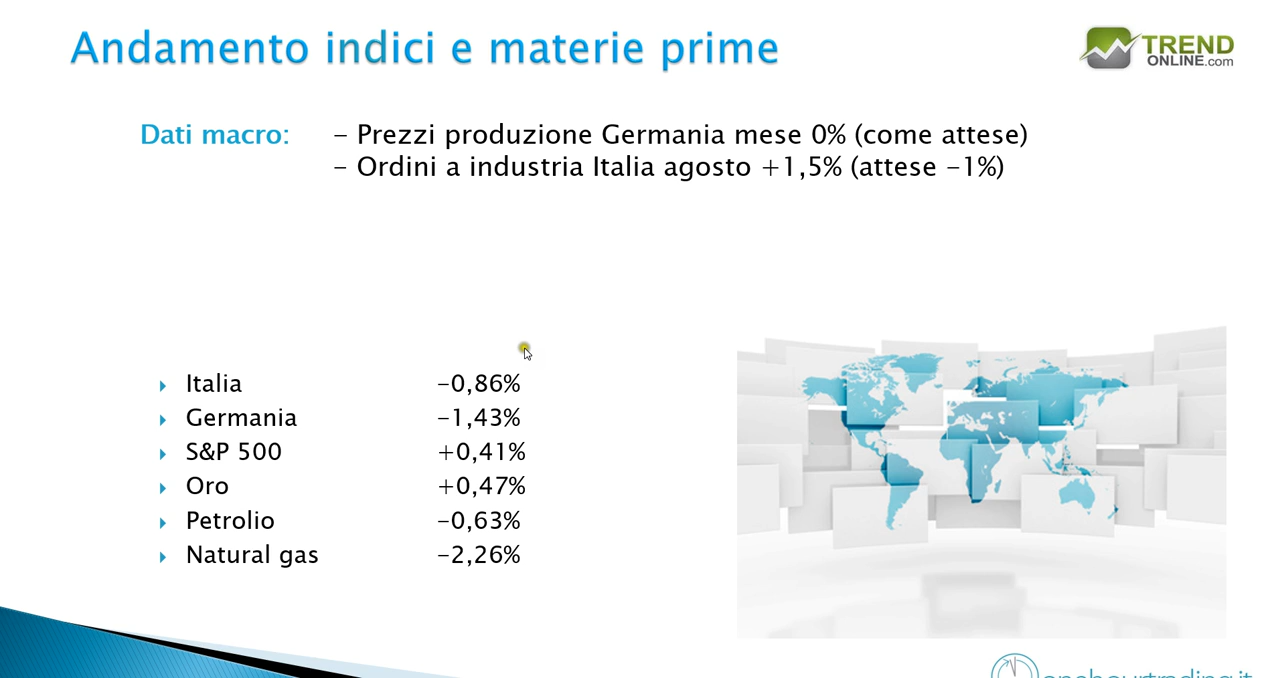 Andamento indici e materie prime
TREND
ONLINE.com
Dati macro: - Prezzi produzione Germania mese 0% (come attese)
- Ordini a industria Italia agosto +1,5% (attese -1%)
Italia -0,86%
Germania -1,43%
S&P 500 +0,41%
Oro +0,47%
Petrolio -0,63%
Natural gas -2,26%
onehourtrading.it